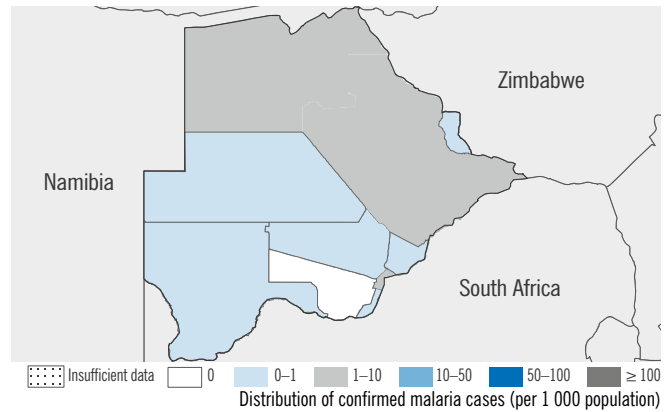 Zimbabwe
Namibia
South Africa
Insufficient data 0 0–1 1–10 10–50 50–100 ≥ 100
Distribution of confirmed malaria cases (per 1 000 population)